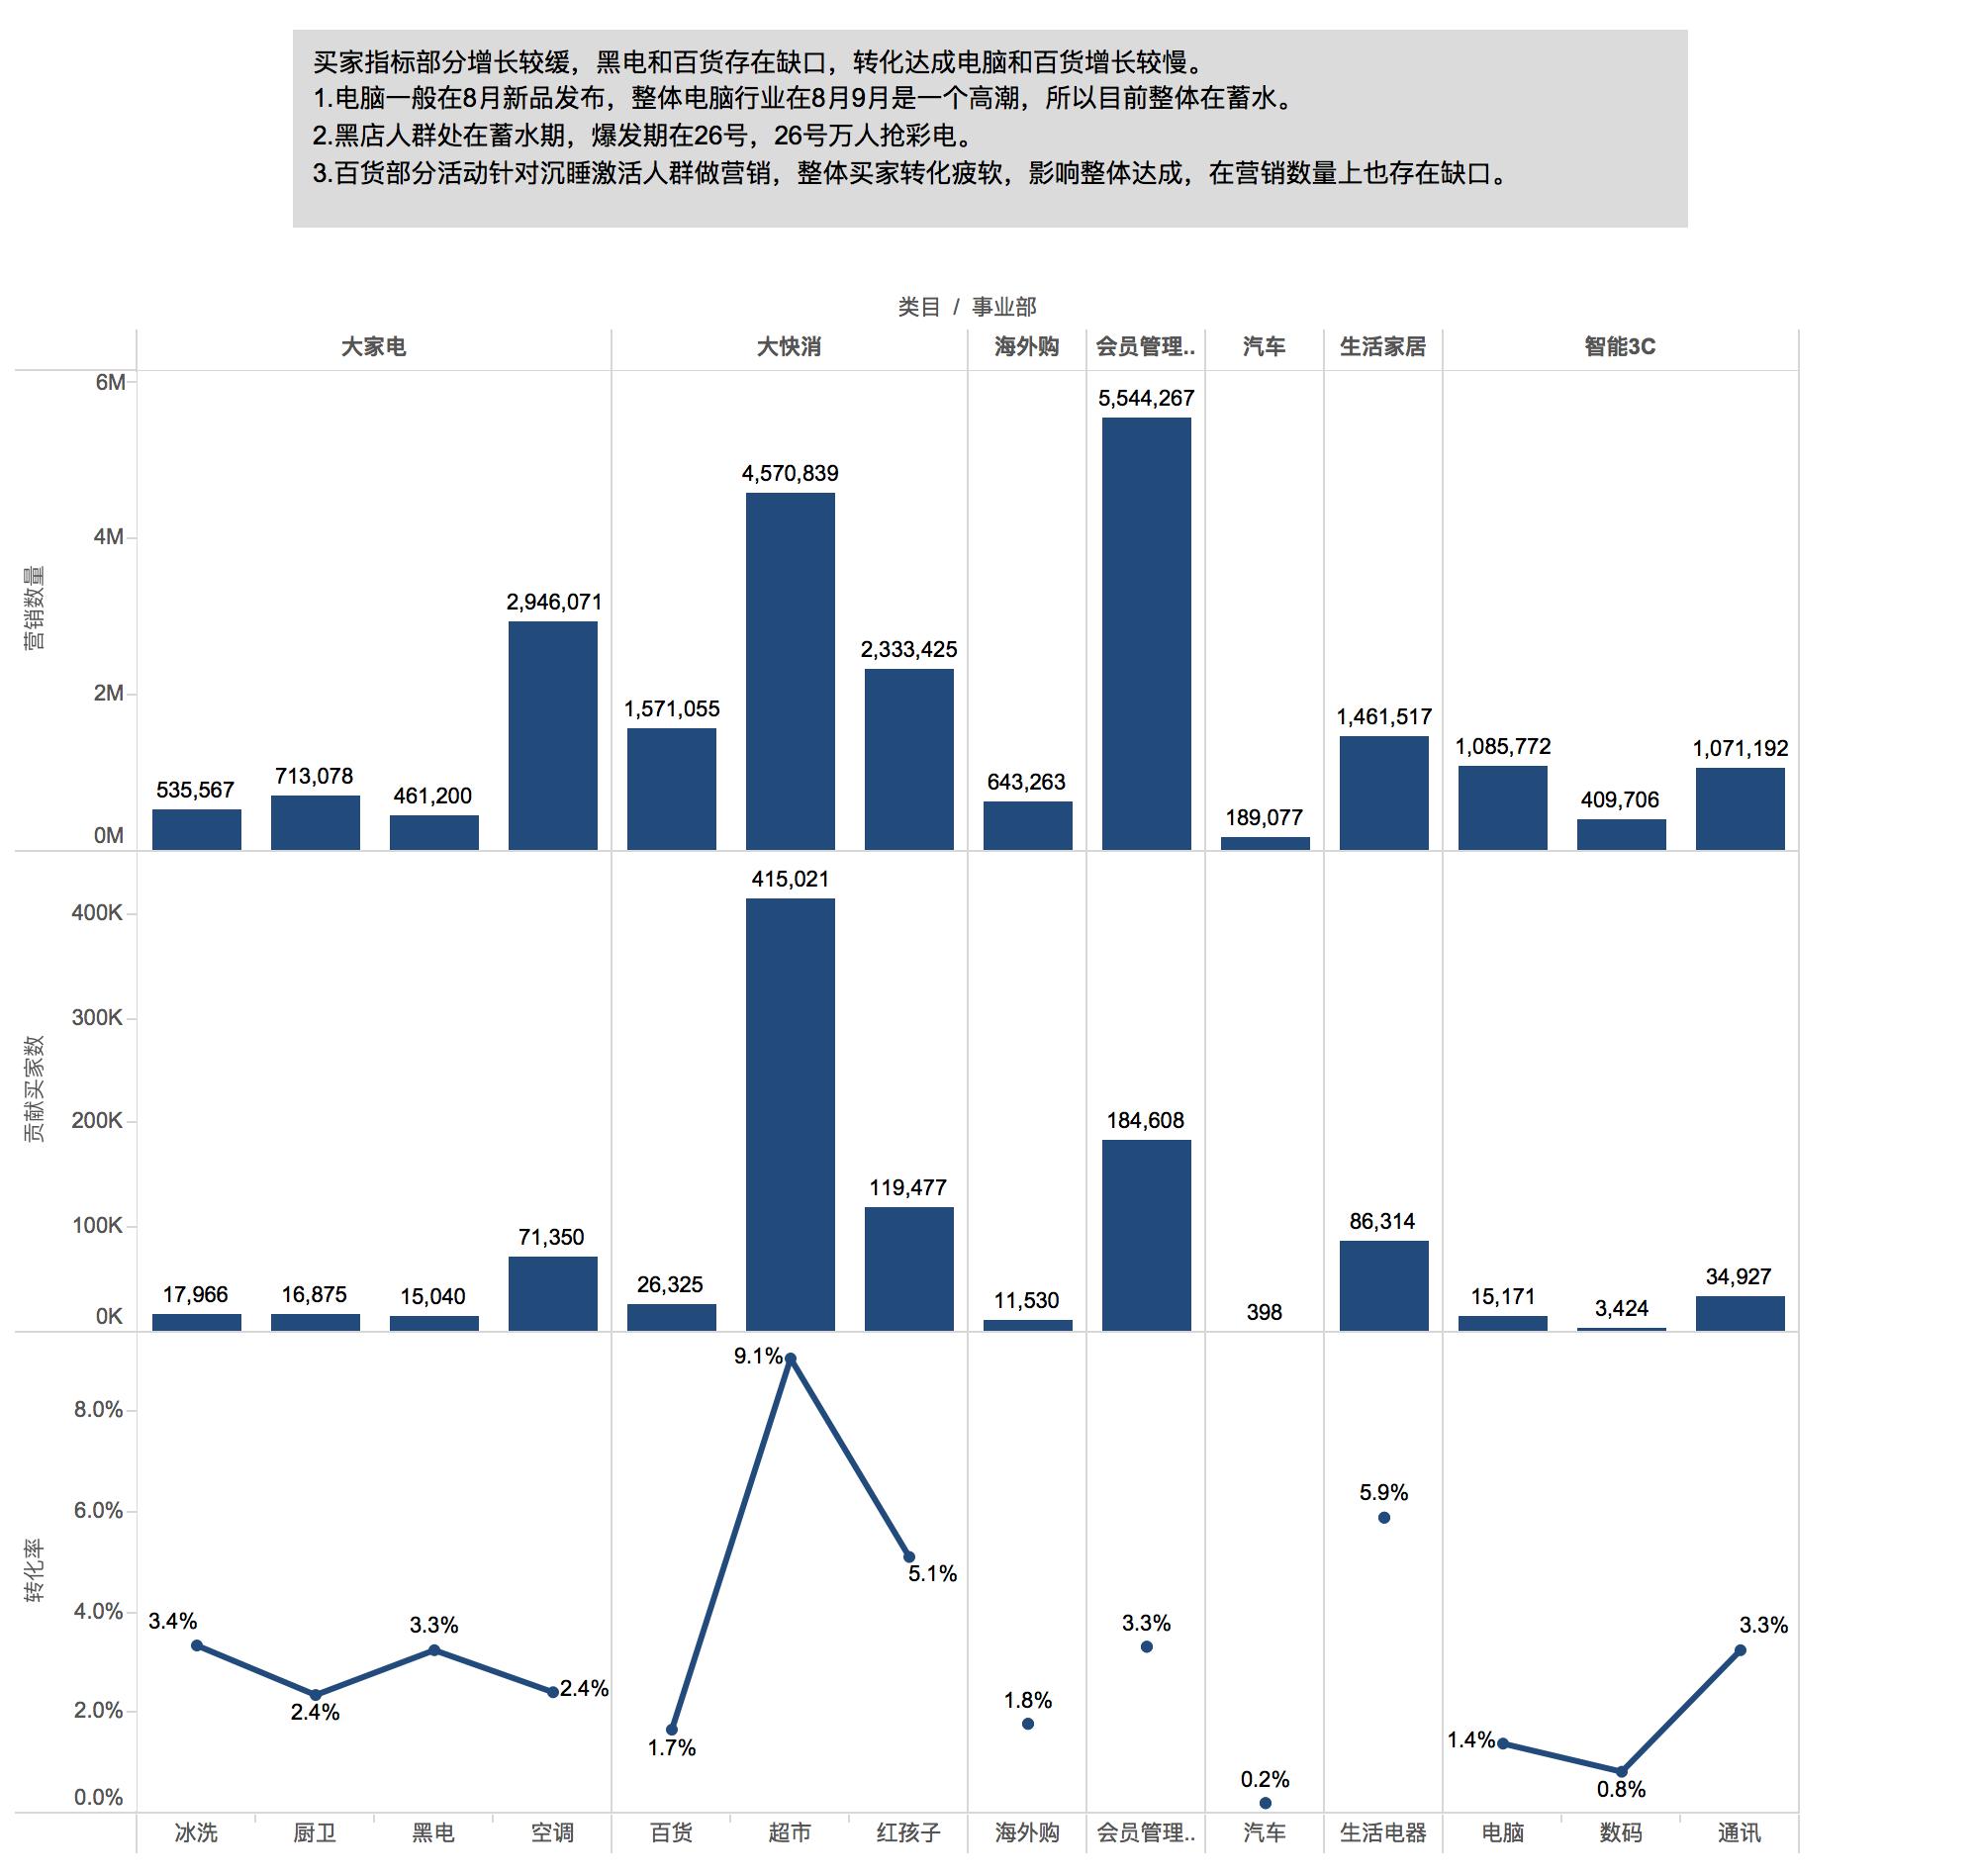 买家指标部分增长较缓，黑电和百货存在缺口，转化达成电脑和百货增长较慢。
1.电脑一般在8月新品发布，整体电脑行业在8月9月是一个高潮，所以目前整体在蓄水。
2.黑店人群处在蓄水期，爆发期在26号，26号万人抢彩电。
3.百货部分活动针对沉睡激活人群做营销，整体买家转化疲软，影响整体达成，在营销数量上也存在缺口。
类目 / 事业部
大家电 大快消 海外购 会员管理.. 汽车 生活家居 智能3C
营销数量
6M
4M
2M
0M
535,567 713,078 461,200 2,946,071 1,571,055 4,570,839 2,333,425 643,263 5,544,267 189,077 1,461,517 1,085,772 409,706 1,071,192
贡献买家数
400K
300K
200K
100K
0K
17,966 16,875 15,040 71,350 26,325 415,021 119,477 11,530 184,608 398 86,314 15,171 3,424 34,927
转化率
8.0%
6.0%
4.0%
2.0%
0.0%
3.4% 2.4% 3.3% 2.4% 1.7% 9.1% 5.1% 1.8% 3.3% 0.2% 5.9% 1.4% 0.8% 3.3%
冰洗 厨卫 黑电 空调 百货 超市 红孩子 海外购 会员管理.. 汽车 生活电器 电脑 数码 通讯